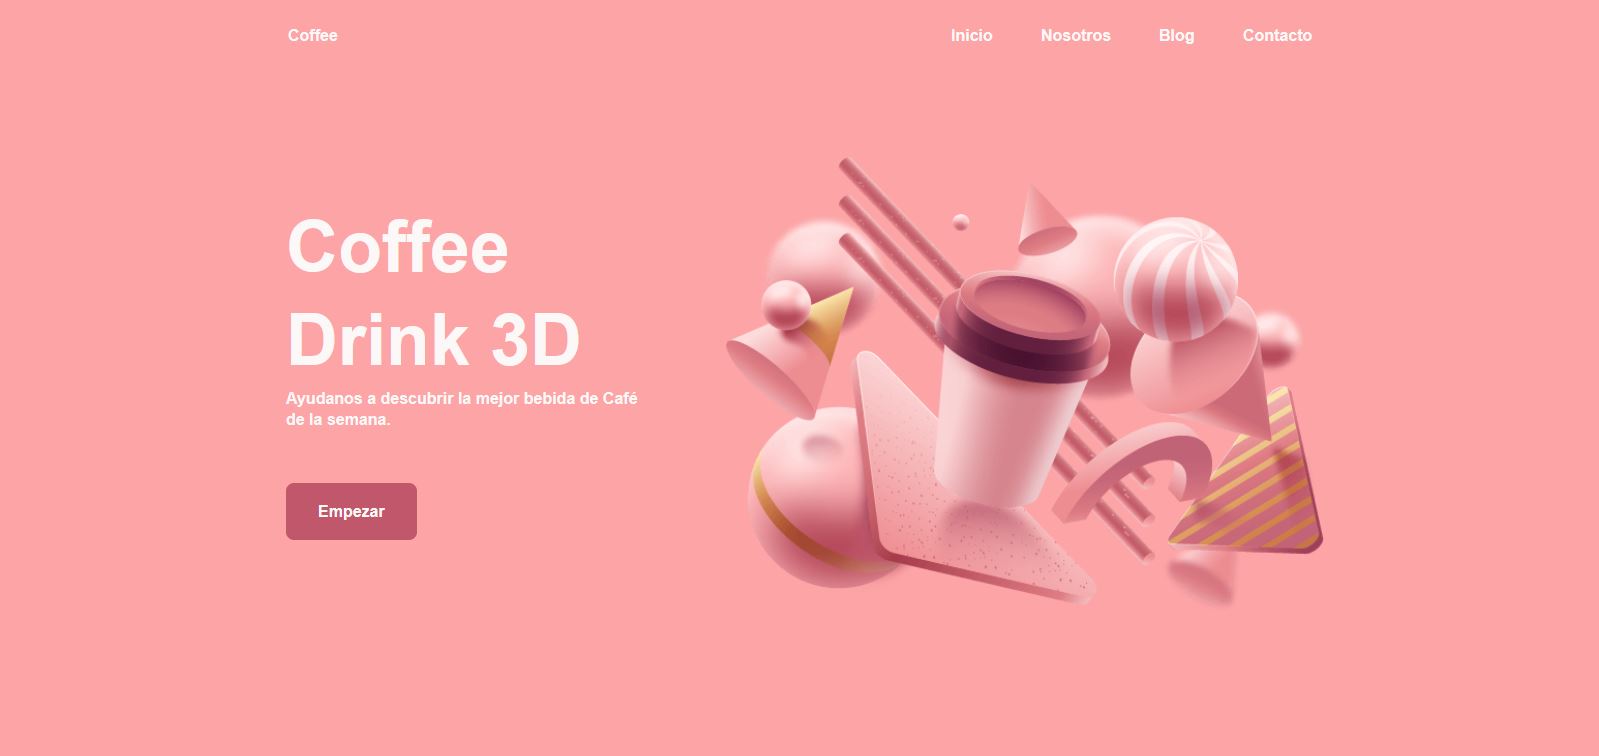 Coffee
Inicio Nosotros Blog Contacto
Coffee
Drink 3D
Ayudanos a descubrir la mejor bebida de Café
de la semana.
Empezar